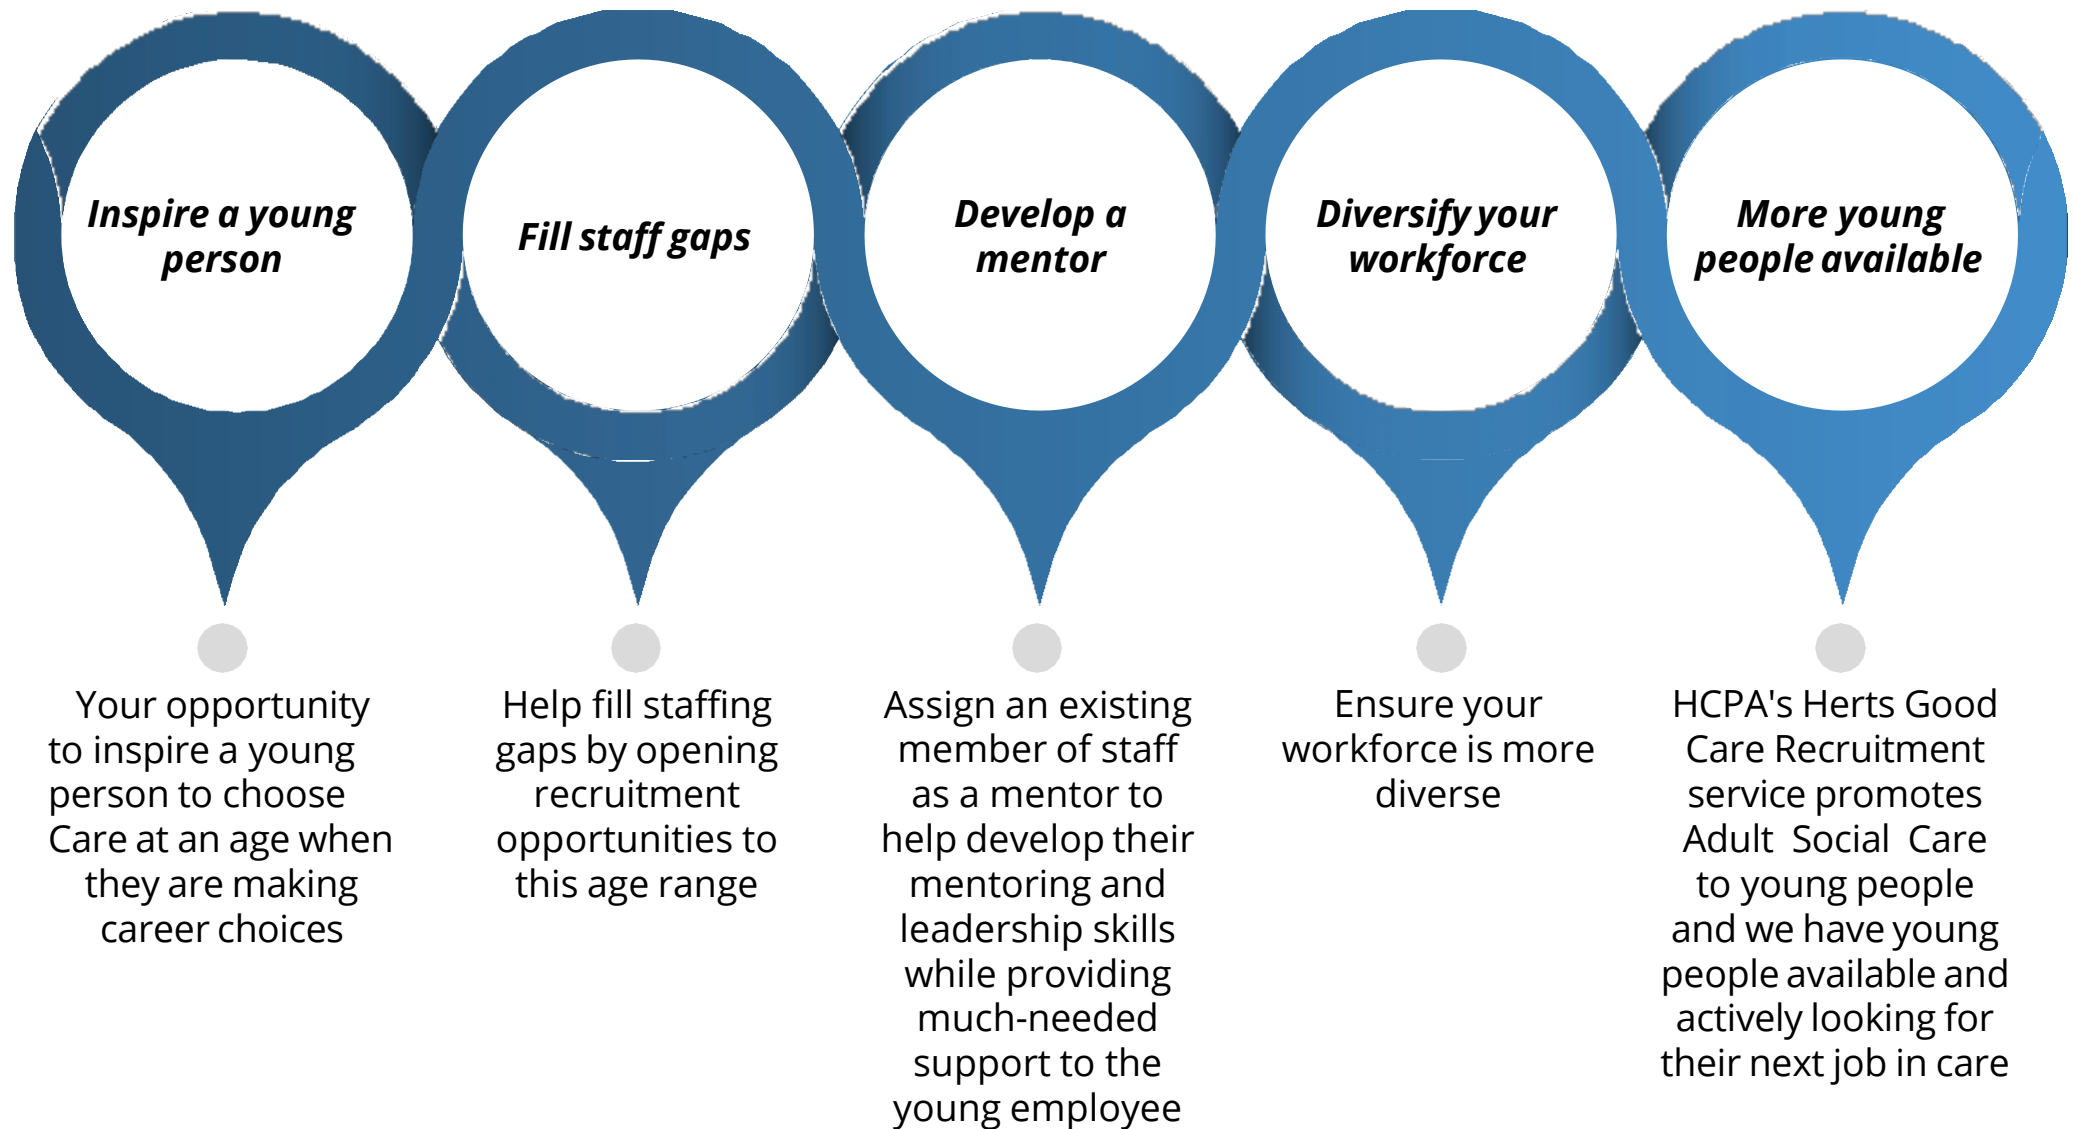 Inspire a young
person
Fill staff gaps
Develop a
mentor
Diversify your
workforce
More young
people available
Your opportunity
to inspire a young
person to choose
Care at an age when
they are making
career choices
Help fill staffing
gaps by opening
recruitment
opportunities to
this age range
Assign an existing
member of staff
as a mentor to
help develop their
mentoring and
leadership skills
while providing
much-needed
support to the
young employee
Ensure your
workforce is more
diverse
HCPA's Herts Good
Care Recruitment
service promotes
Adult Social Care
to young people
and we have young
people available and
actively looking for
their next job in care